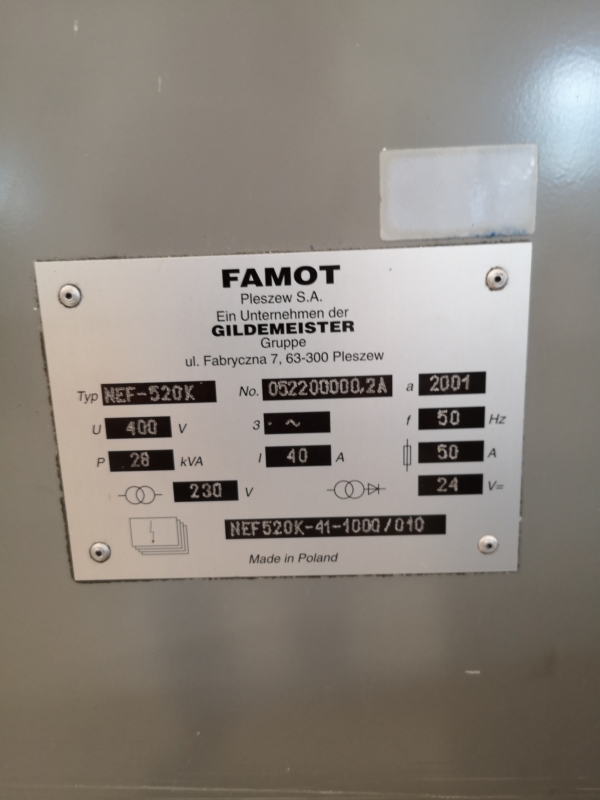 FAMOT
Pleszew S.A.
Ein Unternehmen der
GILDEMEISTER
Gruppe
ul. Fabryczna 7, 63-300 Pleszew
Typ NEF-520K No. 052200000,2A a 2001
U 400 V 3 · ~ f 50 Hz
P 28 kVA I 40 A 50 A
230 V 24 V=
NEF520K-41-1000/010
Made in Poland